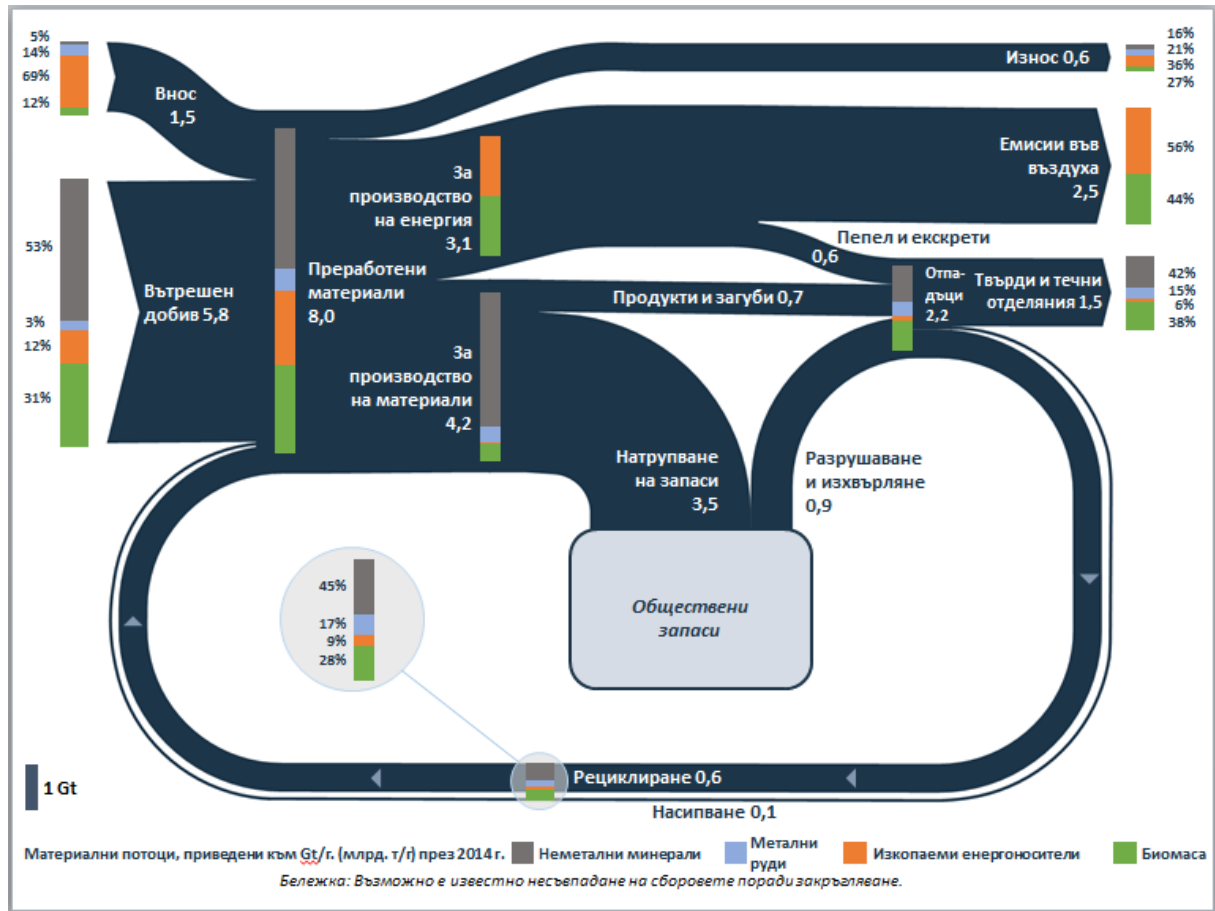 5%
14%
69%
12%
Внос
1,5
53%
3%
12%
31%
Вътрешен
добив 5,8
Преработени
материали
8,0
За
производство
на енергия
3,1
За
производство
на материали
4,2
Износ 0,6
16%
21%
36%
27%
Емисии във
въздуха
2,5
56%
44%
Пепел и екскрети
0,6
Продукти и загуби 0,7
Отпа-
дъци
2,2
Твърди и течни
отделяния 1,5
42%
15%
6%
38%
Натрупване
на запаси
3,5
Разрушаване
и изхвърляне
0,9
Обществени
запаси
45%
17%
9%
28%
Рециклиране 0,6
Насипване 0,1
1 Gt
Материални потоци, приведени към Gt/г. (млрд. т/г) през 2014 г.
Неметални минерали
Метални
руди
Изкопаеми енергоносители
Биомаса
Бележка: Възможно е известно несъвпадане на сборовете поради закръгляване.